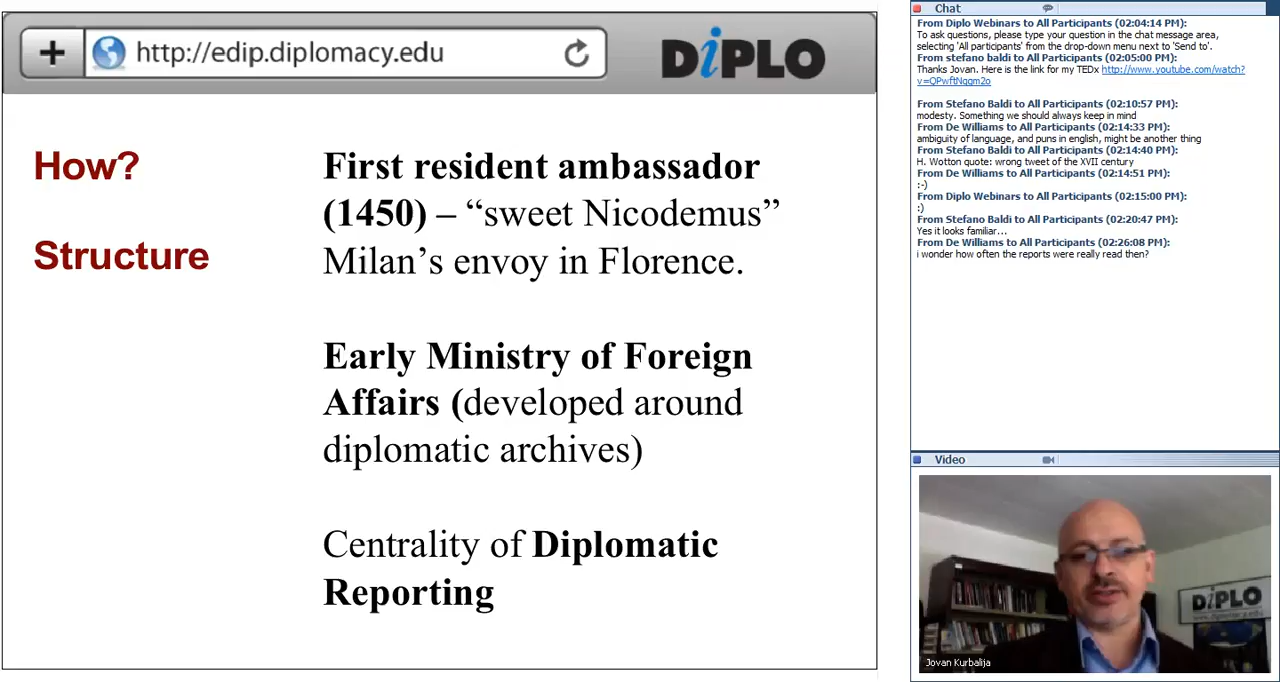 http://edip.diplomacy.edu
DiPLO
How?
Structure
First resident ambassador
(1450) – “sweet Nicodemus”
Milan’s envoy in Florence.
Early Ministry of Foreign
Affairs (developed around
diplomatic archives)
Centrality of Diplomatic
Reporting
Chat
From Diplo Webinars to All Participants (02:04:14 PM):
To ask questions, please type your question in the chat message area,
selecting 'All participants' from the drop-down menu next to 'Send to'.
From stefano baldi to All Participants (02:05:00 PM):
Thanks Jovan. Here is the link for my TEDx http://www.youtube.com/watch?
v=QPwftNqgm2o
From Stefano Baldi to All Participants (02:10:57 PM):
modesty. Something we should always keep in mind
From De Williams to All Participants (02:14:33 PM):
ambiguity of language, and puns in english, might be another thing
From Stefano Baldi to All Participants (02:14:40 PM):
H. Wotton quote: wrong tweet of the XVII century
From De Williams to All Participants (02:14:51 PM):
:-)
From Diplo Webinars to All Participants (02:15:00 PM):
:)
From Stefano Baldi to All Participants (02:20:47 PM):
Yes it looks familiar...
From De Williams to All Participants (02:26:08 PM):
i wonder how often the reports were really read then?
Video
DiPLO
www.diplomacy.edu
Jovan Kurbalija